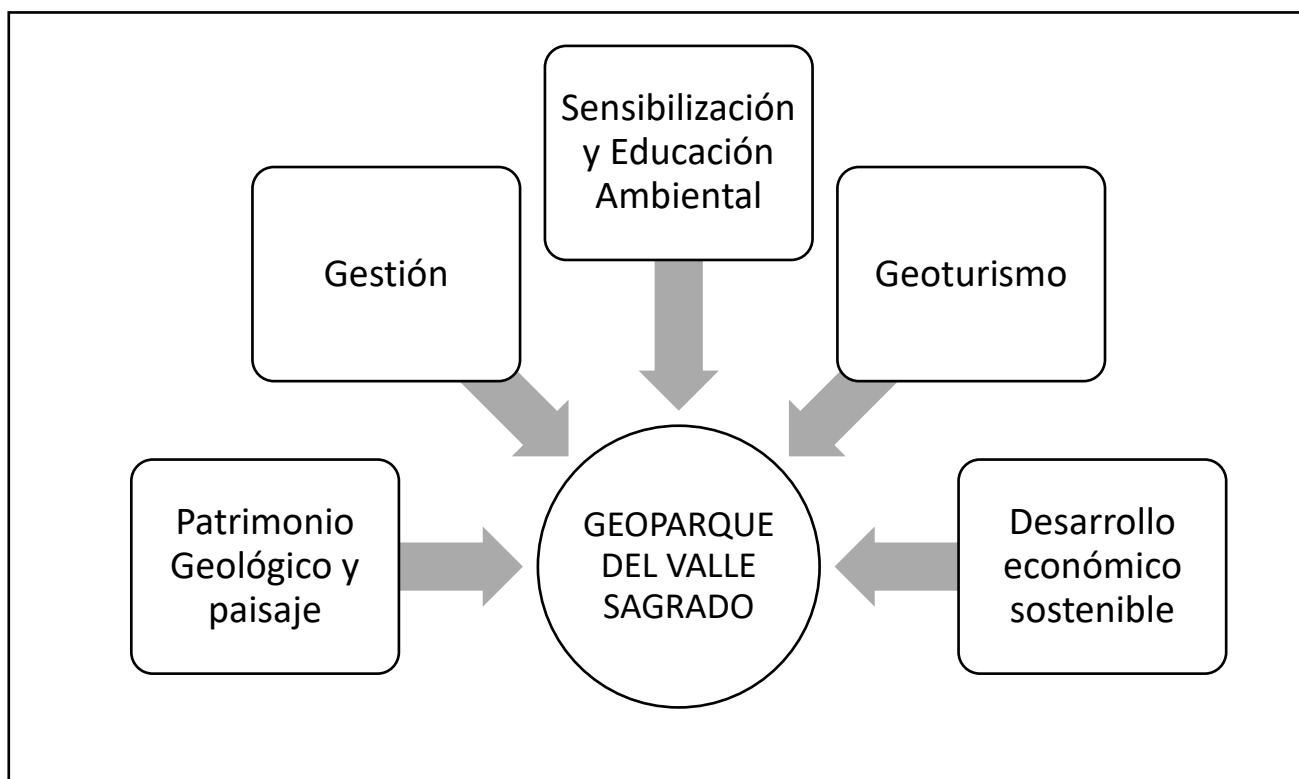 Sensibilización
y Educación
Ambiental
Gestión
Geoturismo
Patrimonio
Geológico y
paisaje
GEOPARQUE
DEL VALLE
SAGRADO
Desarrollo
económico
sostenible